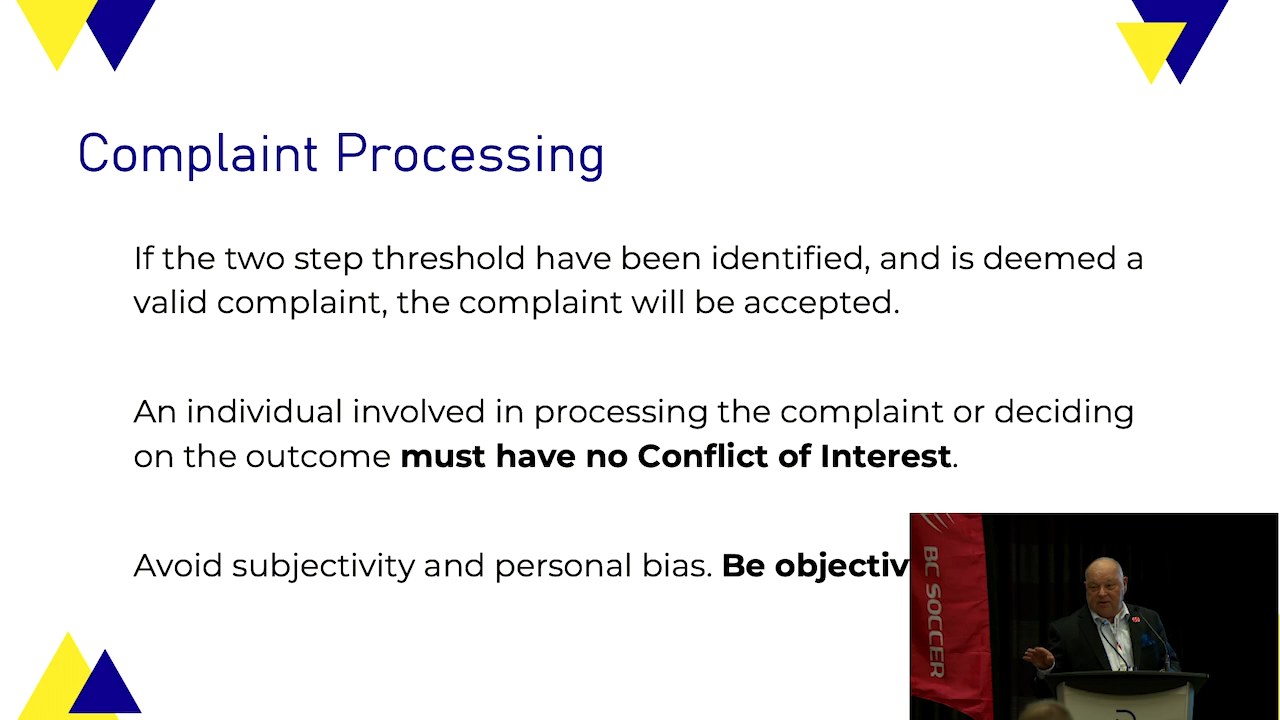 Complaint Processing
If the two step threshold have been identified, and is deemed a
valid complaint, the complaint will be accepted.
An individual involved in processing the complaint or deciding
on the outcome must have no Conflict of Interest.
Avoid subjectivity and personal bias. Be objectiv
BC SOCCER